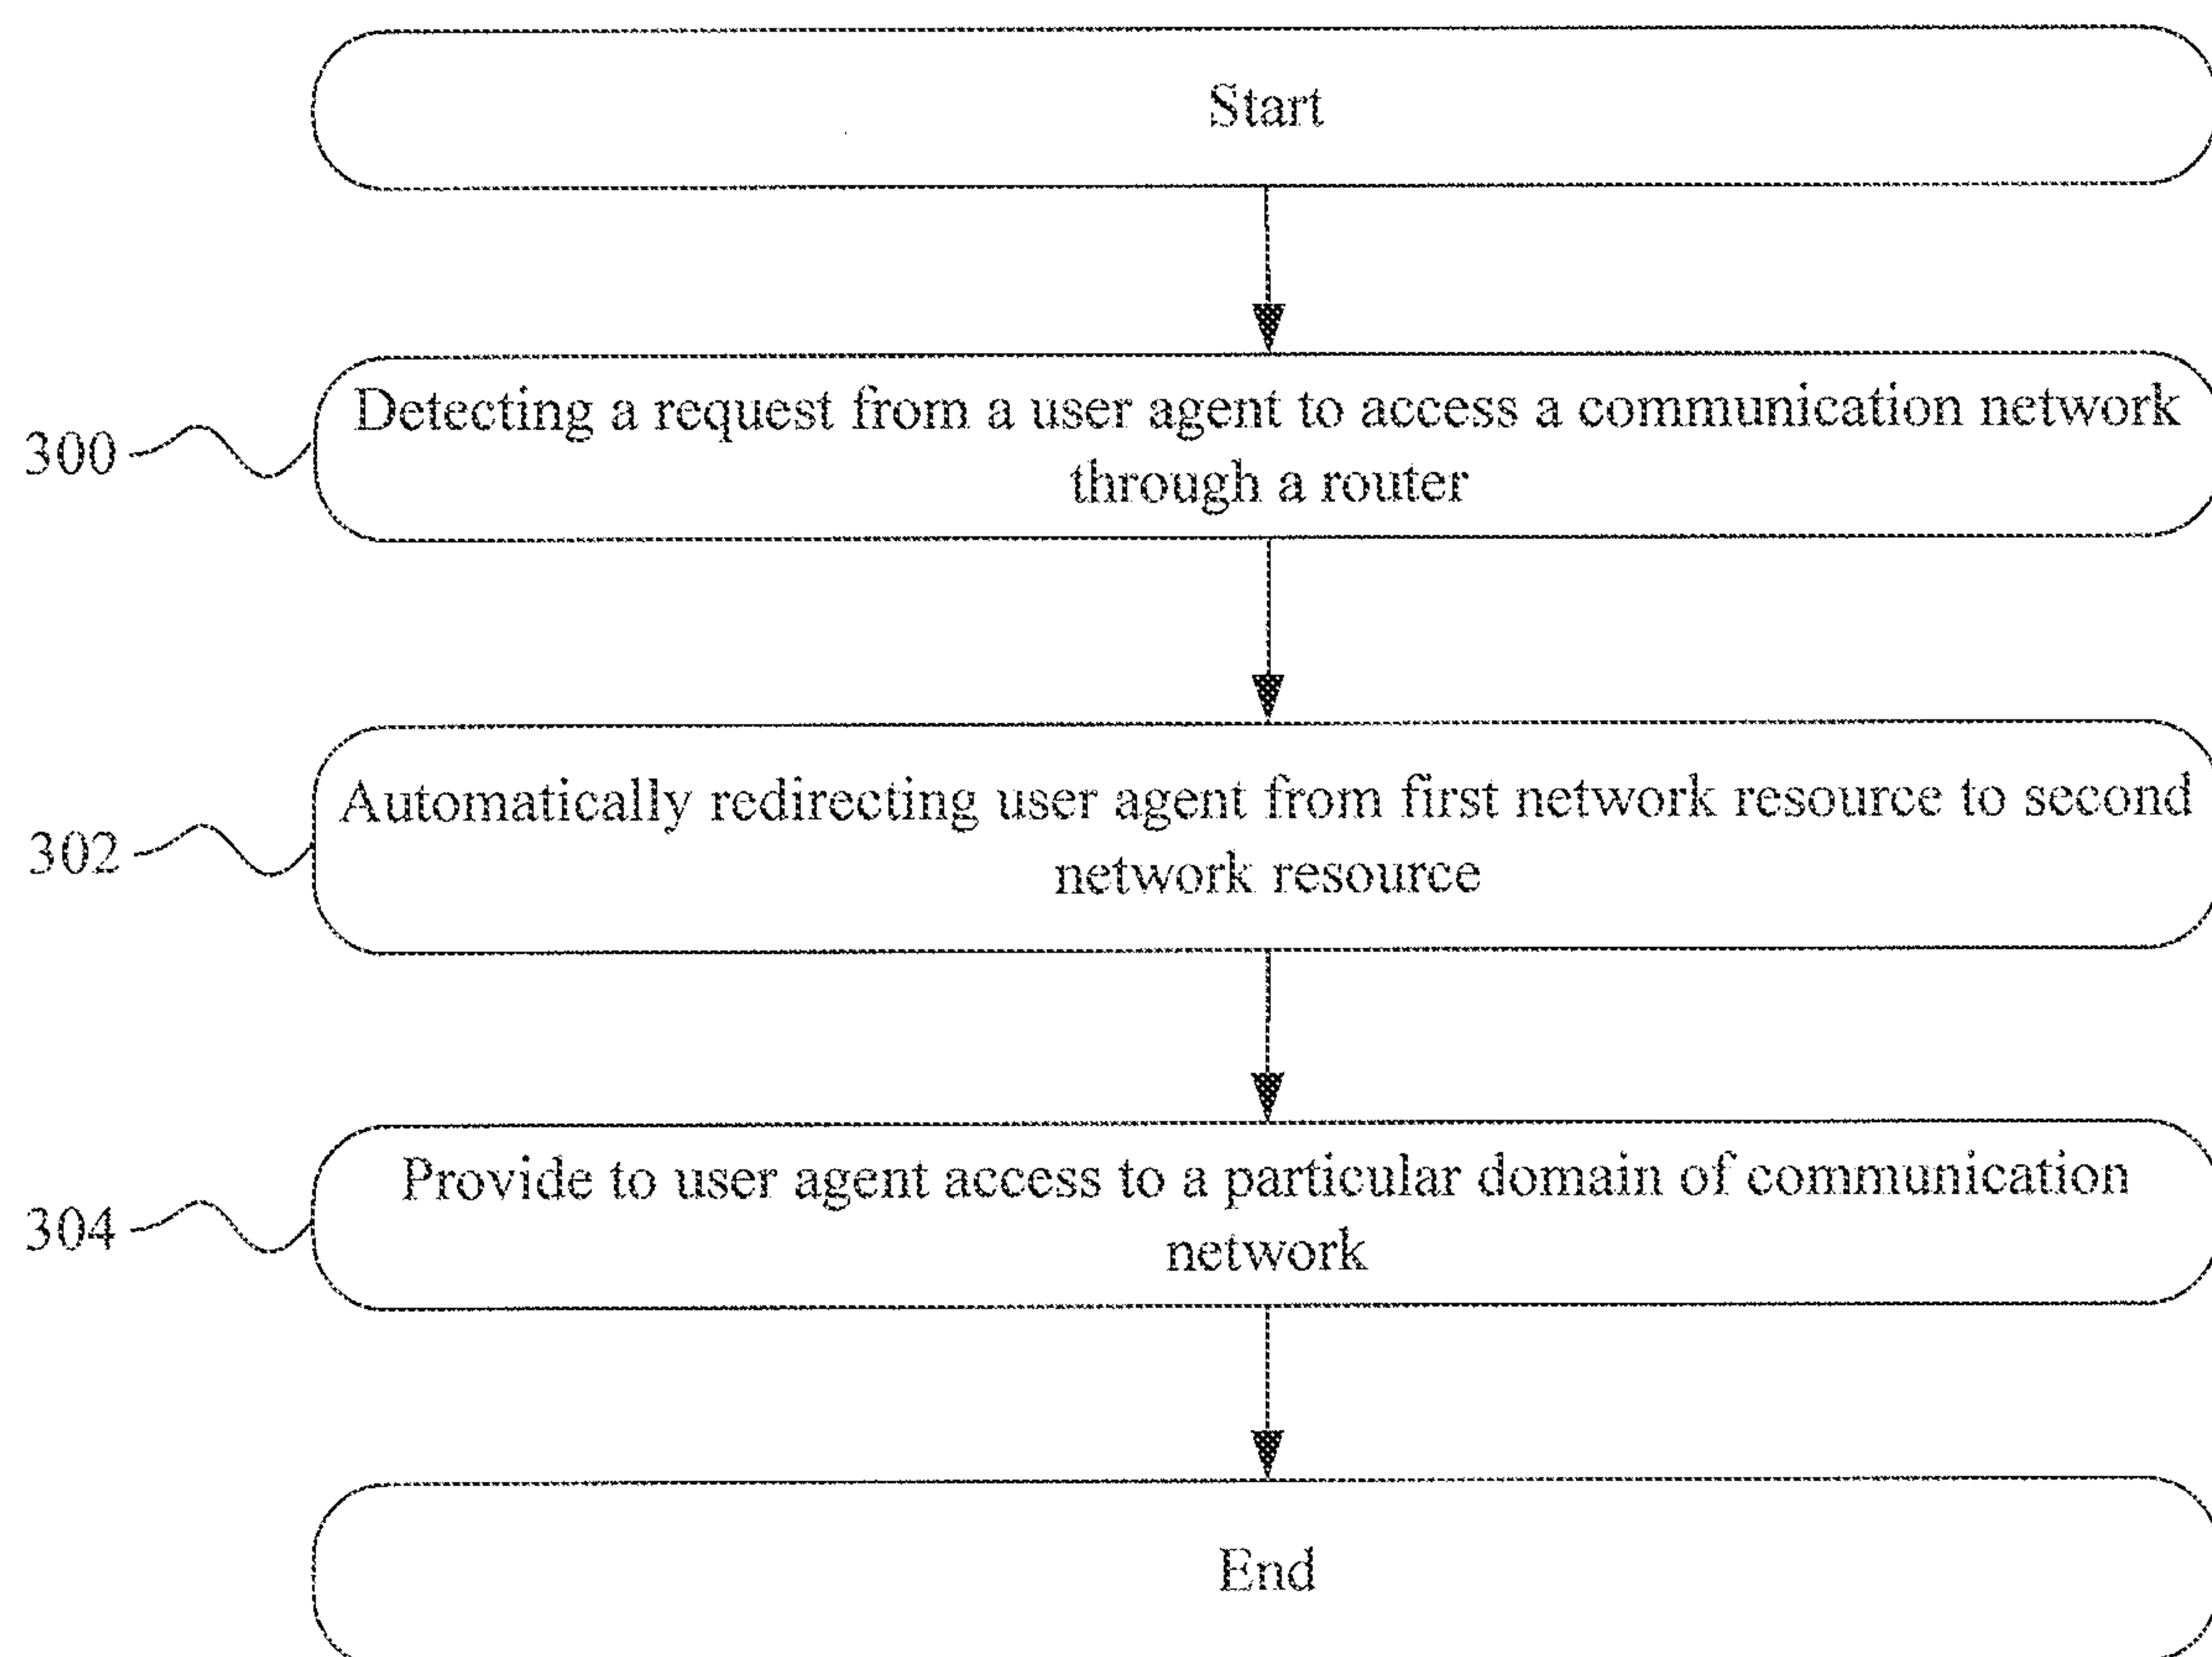 Start
Detecting a request from a user agent to access a communication network
through a router
300
Automatically redirecting user agent from first network resource to second
network resource
302
Provide to user agent access to a particular domain of communication
network
304
End